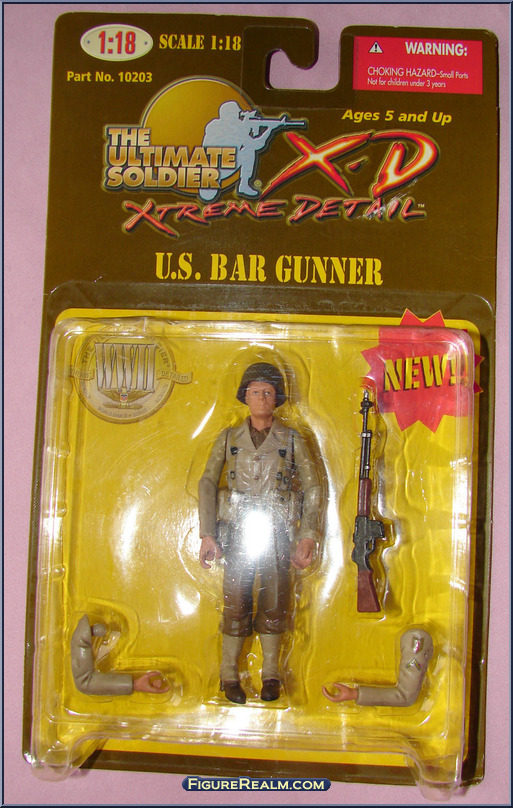 1:18
SCALE 1:18
Part No. 10203
WARNING:
CHOKING HAZARD–Small Parts
Not for children under 3 years
Ages 5 and Up
THE
ULTIMATE
SOLDIER
X·D
XTREME DETAIL™
U.S. BAR GUNNER
WWII
NEW!
FIGUREREALM.COM